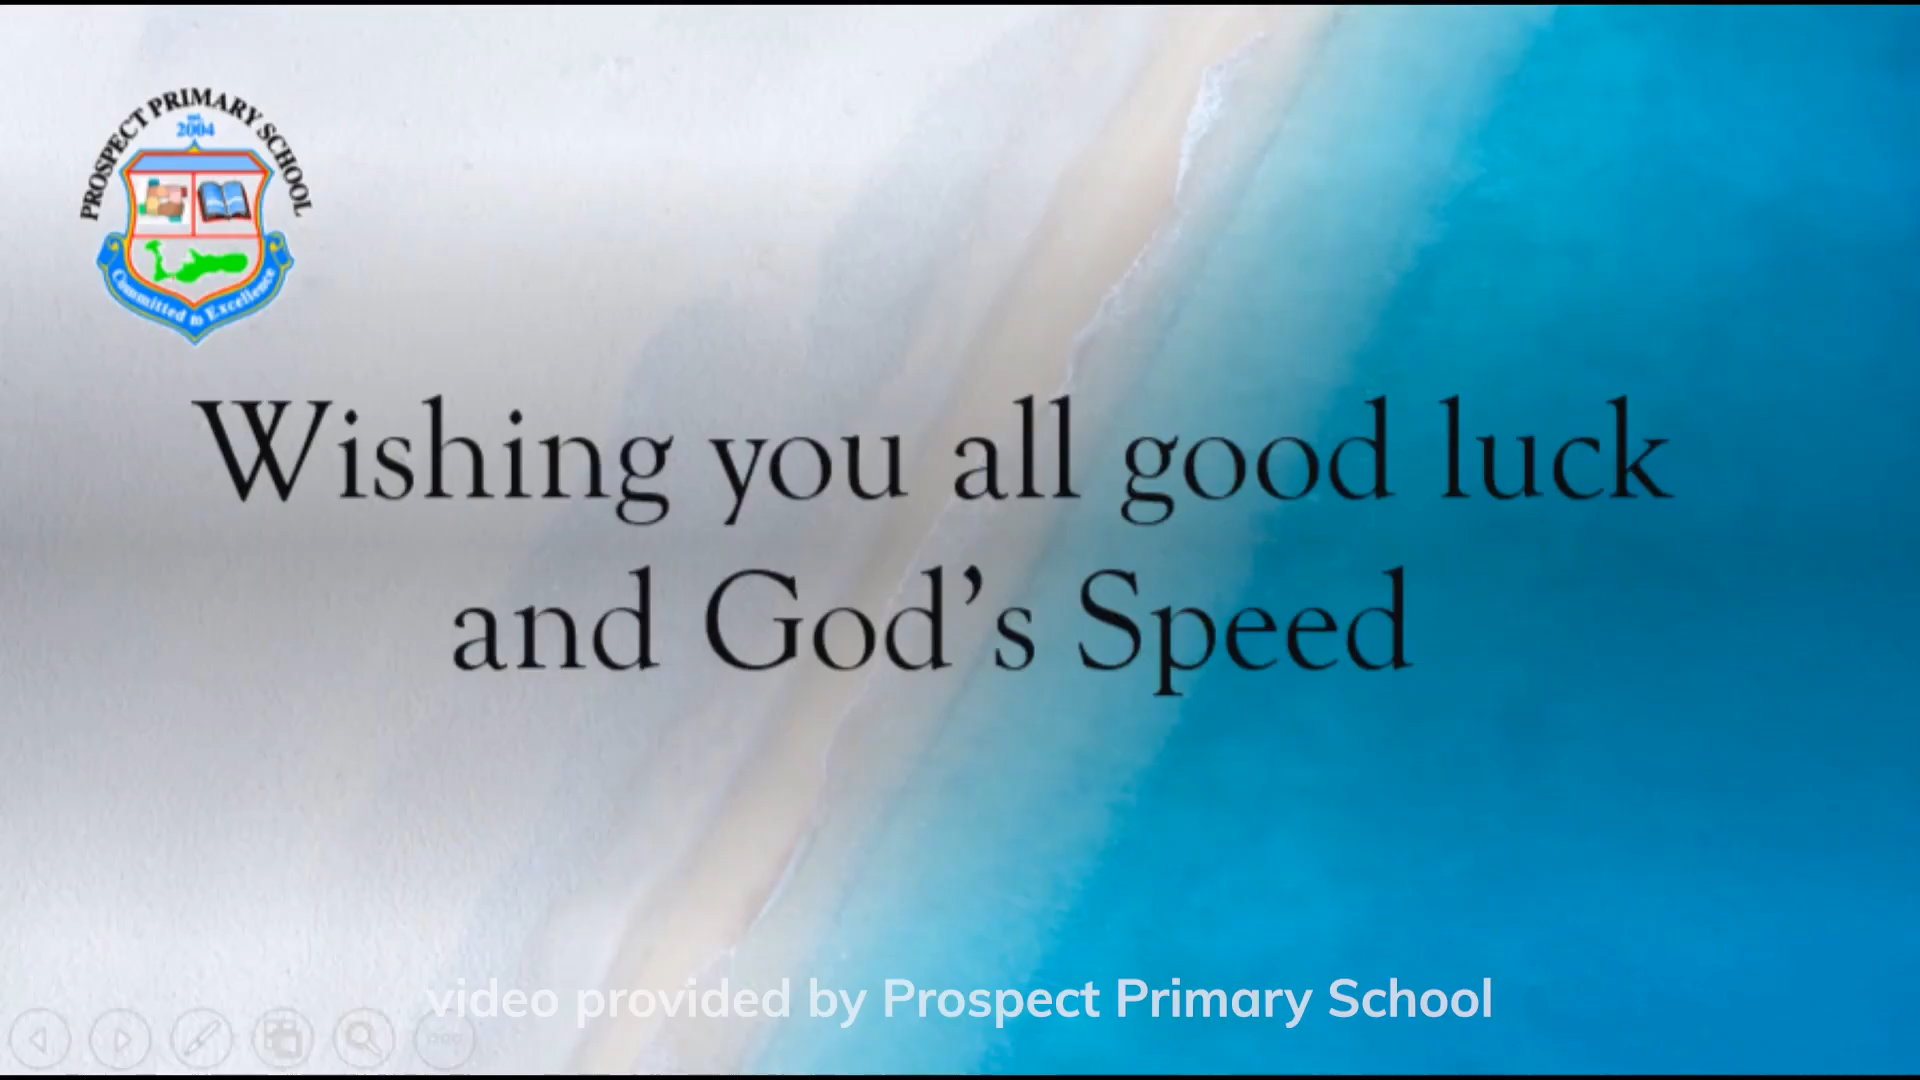 PROSPECT PRIMARY SCHOOL
est.
2004
Committed to Excellence
Wishing you all good luck
and God’s Speed
video provided by Prospect Primary School